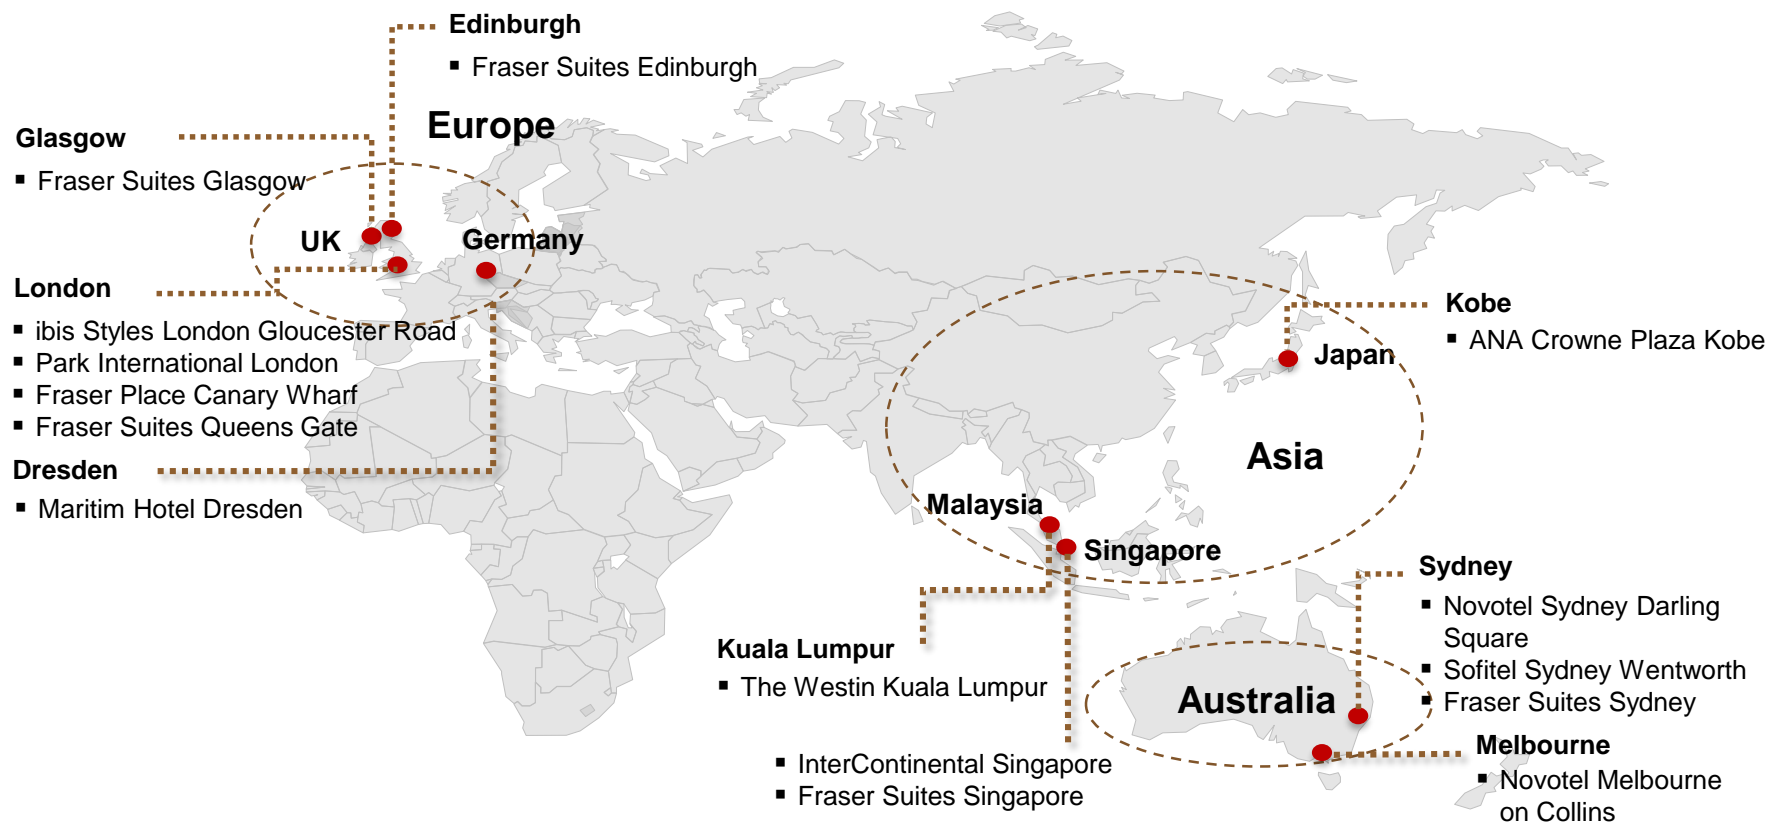 Edinburgh
▪ Fraser Suites Edinburgh
Europe
Glasgow
▪ Fraser Suites Glasgow
UK
Germany
London
▪ ibis Styles London Gloucester Road
▪ Park International London
▪ Fraser Place Canary Wharf
▪ Fraser Suites Queens Gate
Dresden
▪ Maritim Hotel Dresden
Kobe
▪ ANA Crowne Plaza Kobe
Japan
Asia
Malaysia
Singapore
Kuala Lumpur
▪ The Westin Kuala Lumpur
▪ InterContinental Singapore
▪ Fraser Suites Singapore
Sydney
▪ Novotel Sydney Darling
Square
▪ Sofitel Sydney Wentworth
▪ Fraser Suites Sydney
Australia
Melbourne
▪ Novotel Melbourne
on Collins